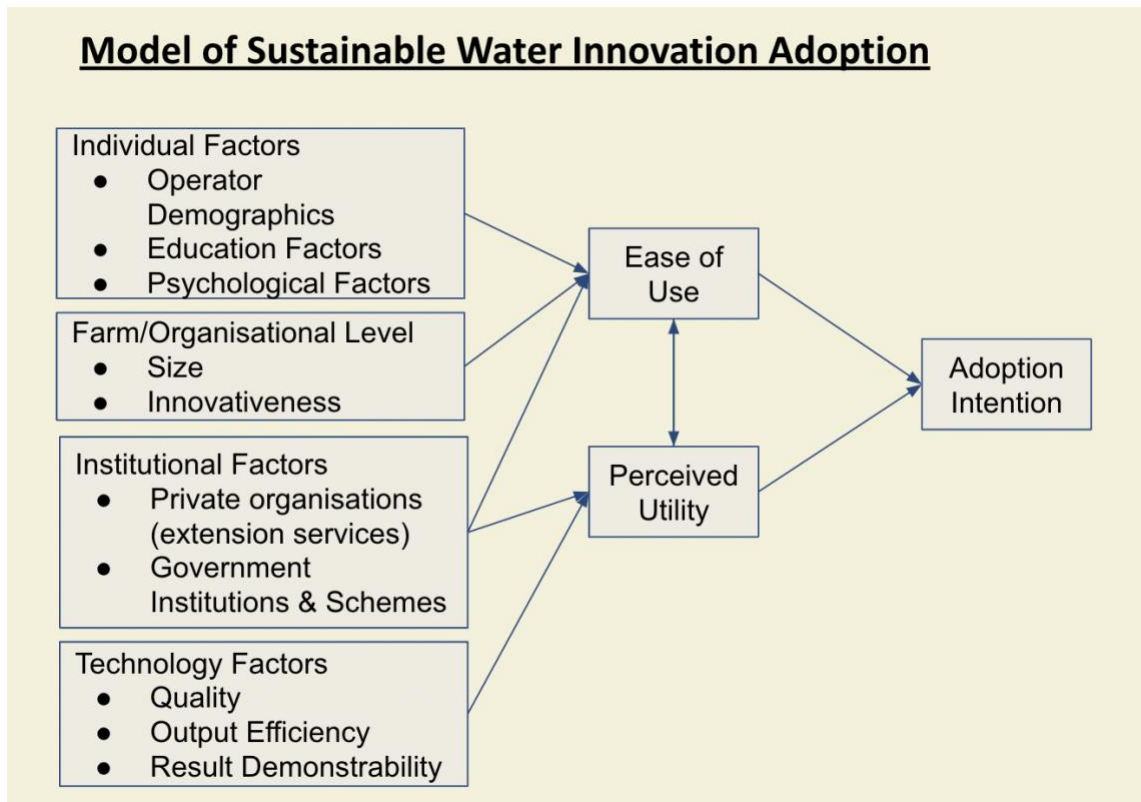 Model of Sustainable Water Innovation Adoption
Individual Factors
● Operator
Demographics
● Education Factors
● Psychological Factors
Farm/Organisational Level
● Size
● Innovativeness
Institutional Factors
● Private organisations
(extension services)
● Government
Institutions & Schemes
Technology Factors
● Quality
● Output Efficiency
● Result Demonstrability
Ease of
Use
Perceived
Utility
Adoption
Intention